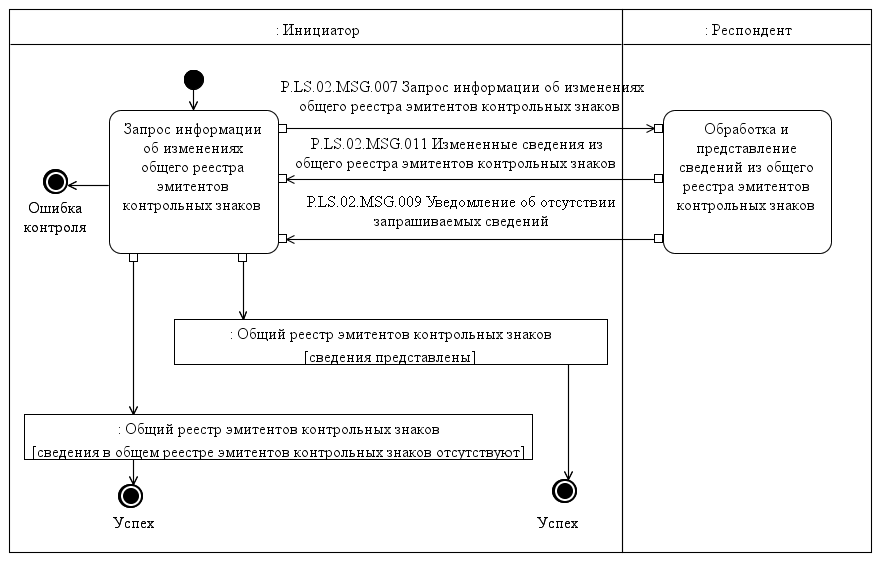 : Инициатор
: Респондент
P.LS.02.MSG.007 Запрос информации об изменениях
общего реестра эмитентов контрольных знаков
Запрос информации
об изменениях
общего реестра
эмитентов
контрольных знаков
P.LS.02.MSG.011 Измененные сведения из
общего реестра эмитентов контрольных знаков
Обработка и
представление
сведений из общего
реестра эмитентов
контрольных знаков
P.LS.02.MSG.009 Уведомление об отсутствии
запрашиваемых сведений
Ошибка
контроля
: Общий реестр эмитентов контрольных знаков
[сведения представлены]
: Общий реестр эмитентов контрольных знаков
[сведения в общем реестре эмитентов контрольных знаков отсутствуют]
Успех
Успех